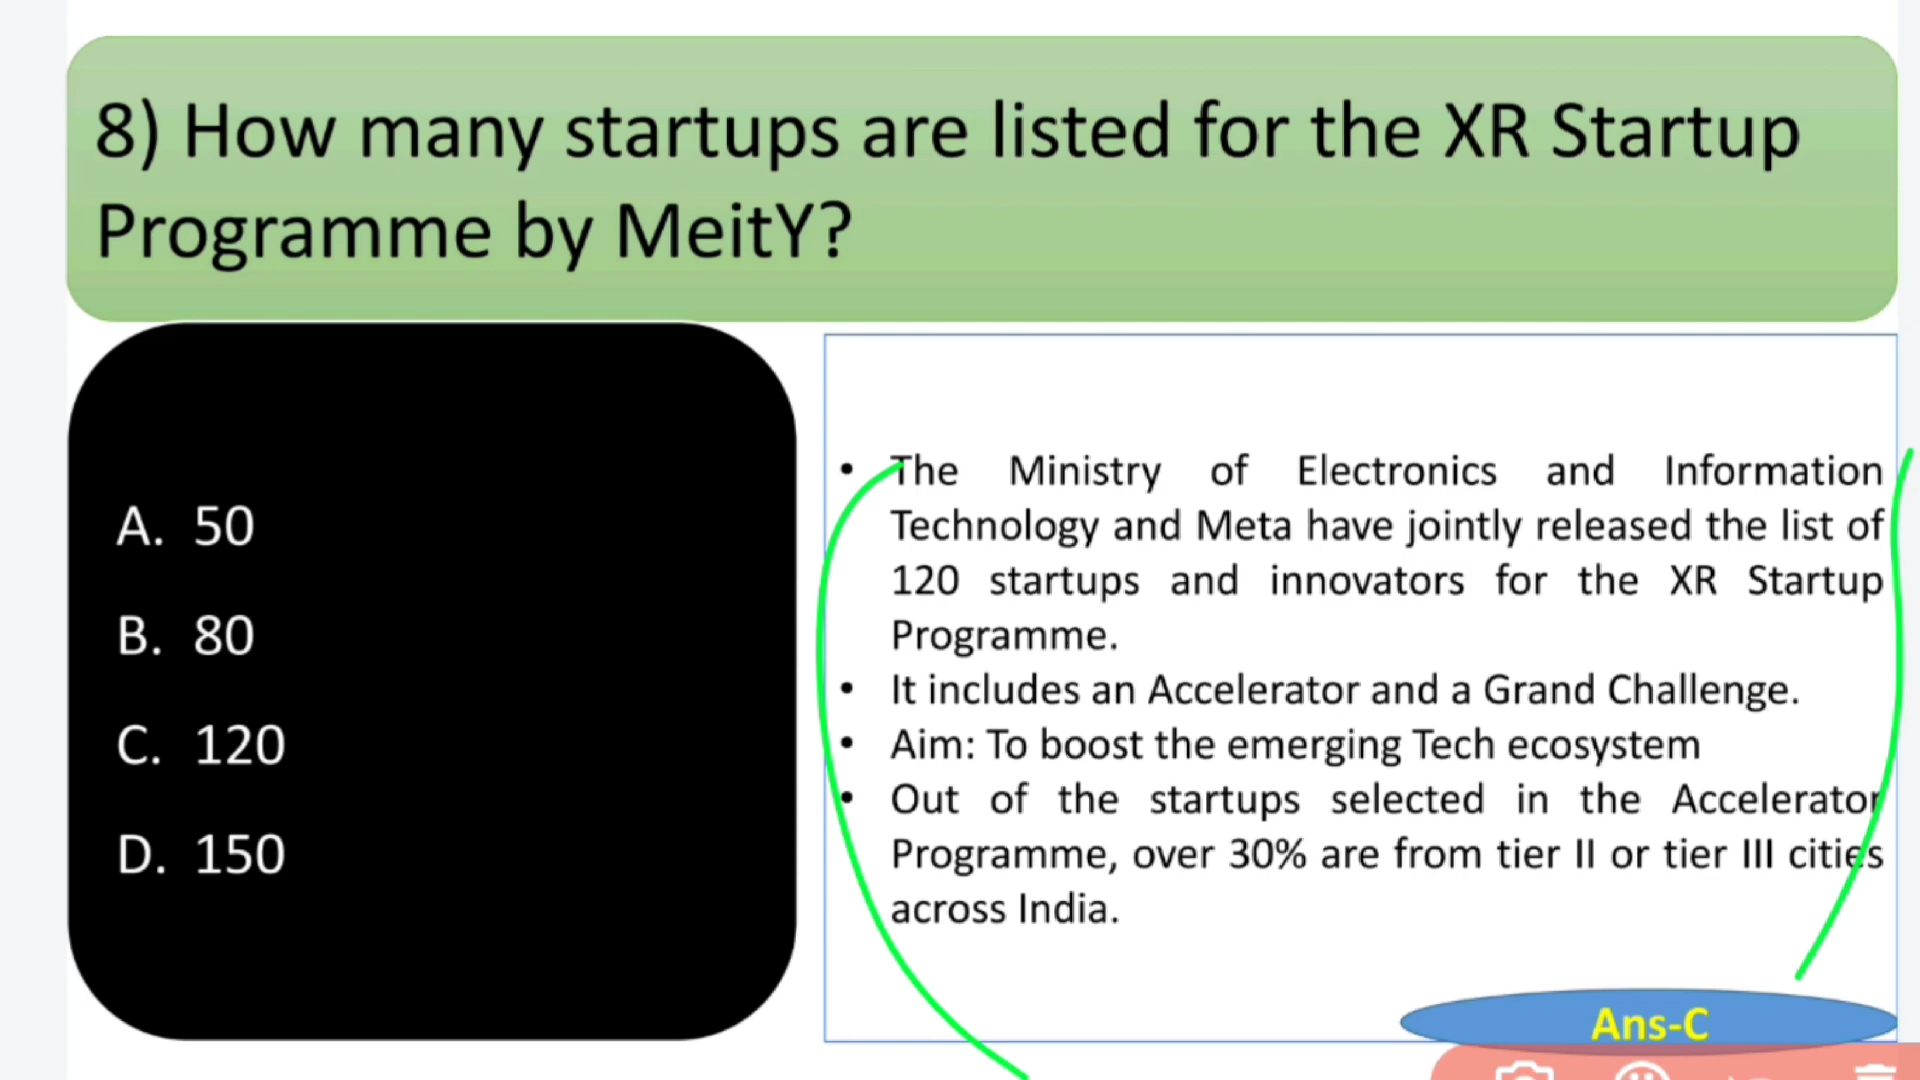 8) How many startups are listed for the XR Startup
Programme by MeitY?
A. 50
B. 80
C. 120
D. 150
• The Ministry of Electronics and Information
Technology and Meta have jointly released the list of
120 startups and innovators for the XR Startup
Programme.
• It includes an Accelerator and a Grand Challenge.
• Aim: To boost the emerging Tech ecosystem
• Out of the startups selected in the Accelerator
Programme, over 30% are from tier II or tier III cities
across India.
Ans-C